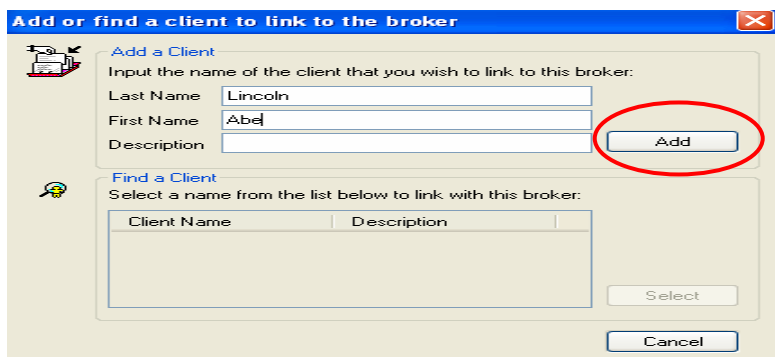 Add or find a client to link to the broker
Add a Client
Input the name of the client that you wish to link to this broker:
Last Name Lincoln
First Name Abe
Description
Add
Find a Client
Select a name from the list below to link with this broker:
Client Name Description
Select
Cancel